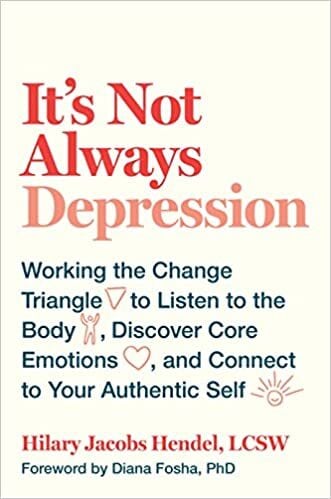 It's Not
Always
Depression
Working the Change
Triangle to Listen to the
Body , Discover Core
Emotions , and Connect
to Your Authentic Self
Hilary Jacobs Hendel, LCSW
Foreword by Diana Fosha, PhD